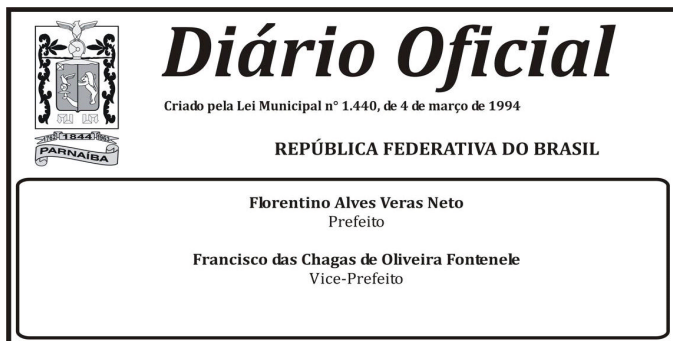 Diário Oficial
Criado pela Lei Municipal n° 1.440, de 4 de março de 1994
1844
PARNAÍBA
REPÚBLICA FEDERATIVA DO BRASIL
Florentino Alves Veras Neto
Prefeito
Francisco das Chagas de Oliveira Fontenele
Vice-Prefeito